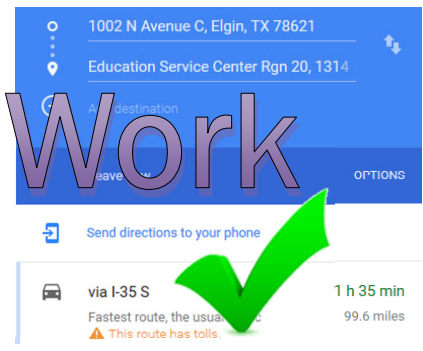 1002 N Avenue C, Elgin, TX 78621
Education Service Center Rgn 20, 1314
destination
Work
OPTIONS
Send directions to your phone
via I-35 S
1 h 35 min
Fastest route, the usual
99.6 miles
This route has tolls.